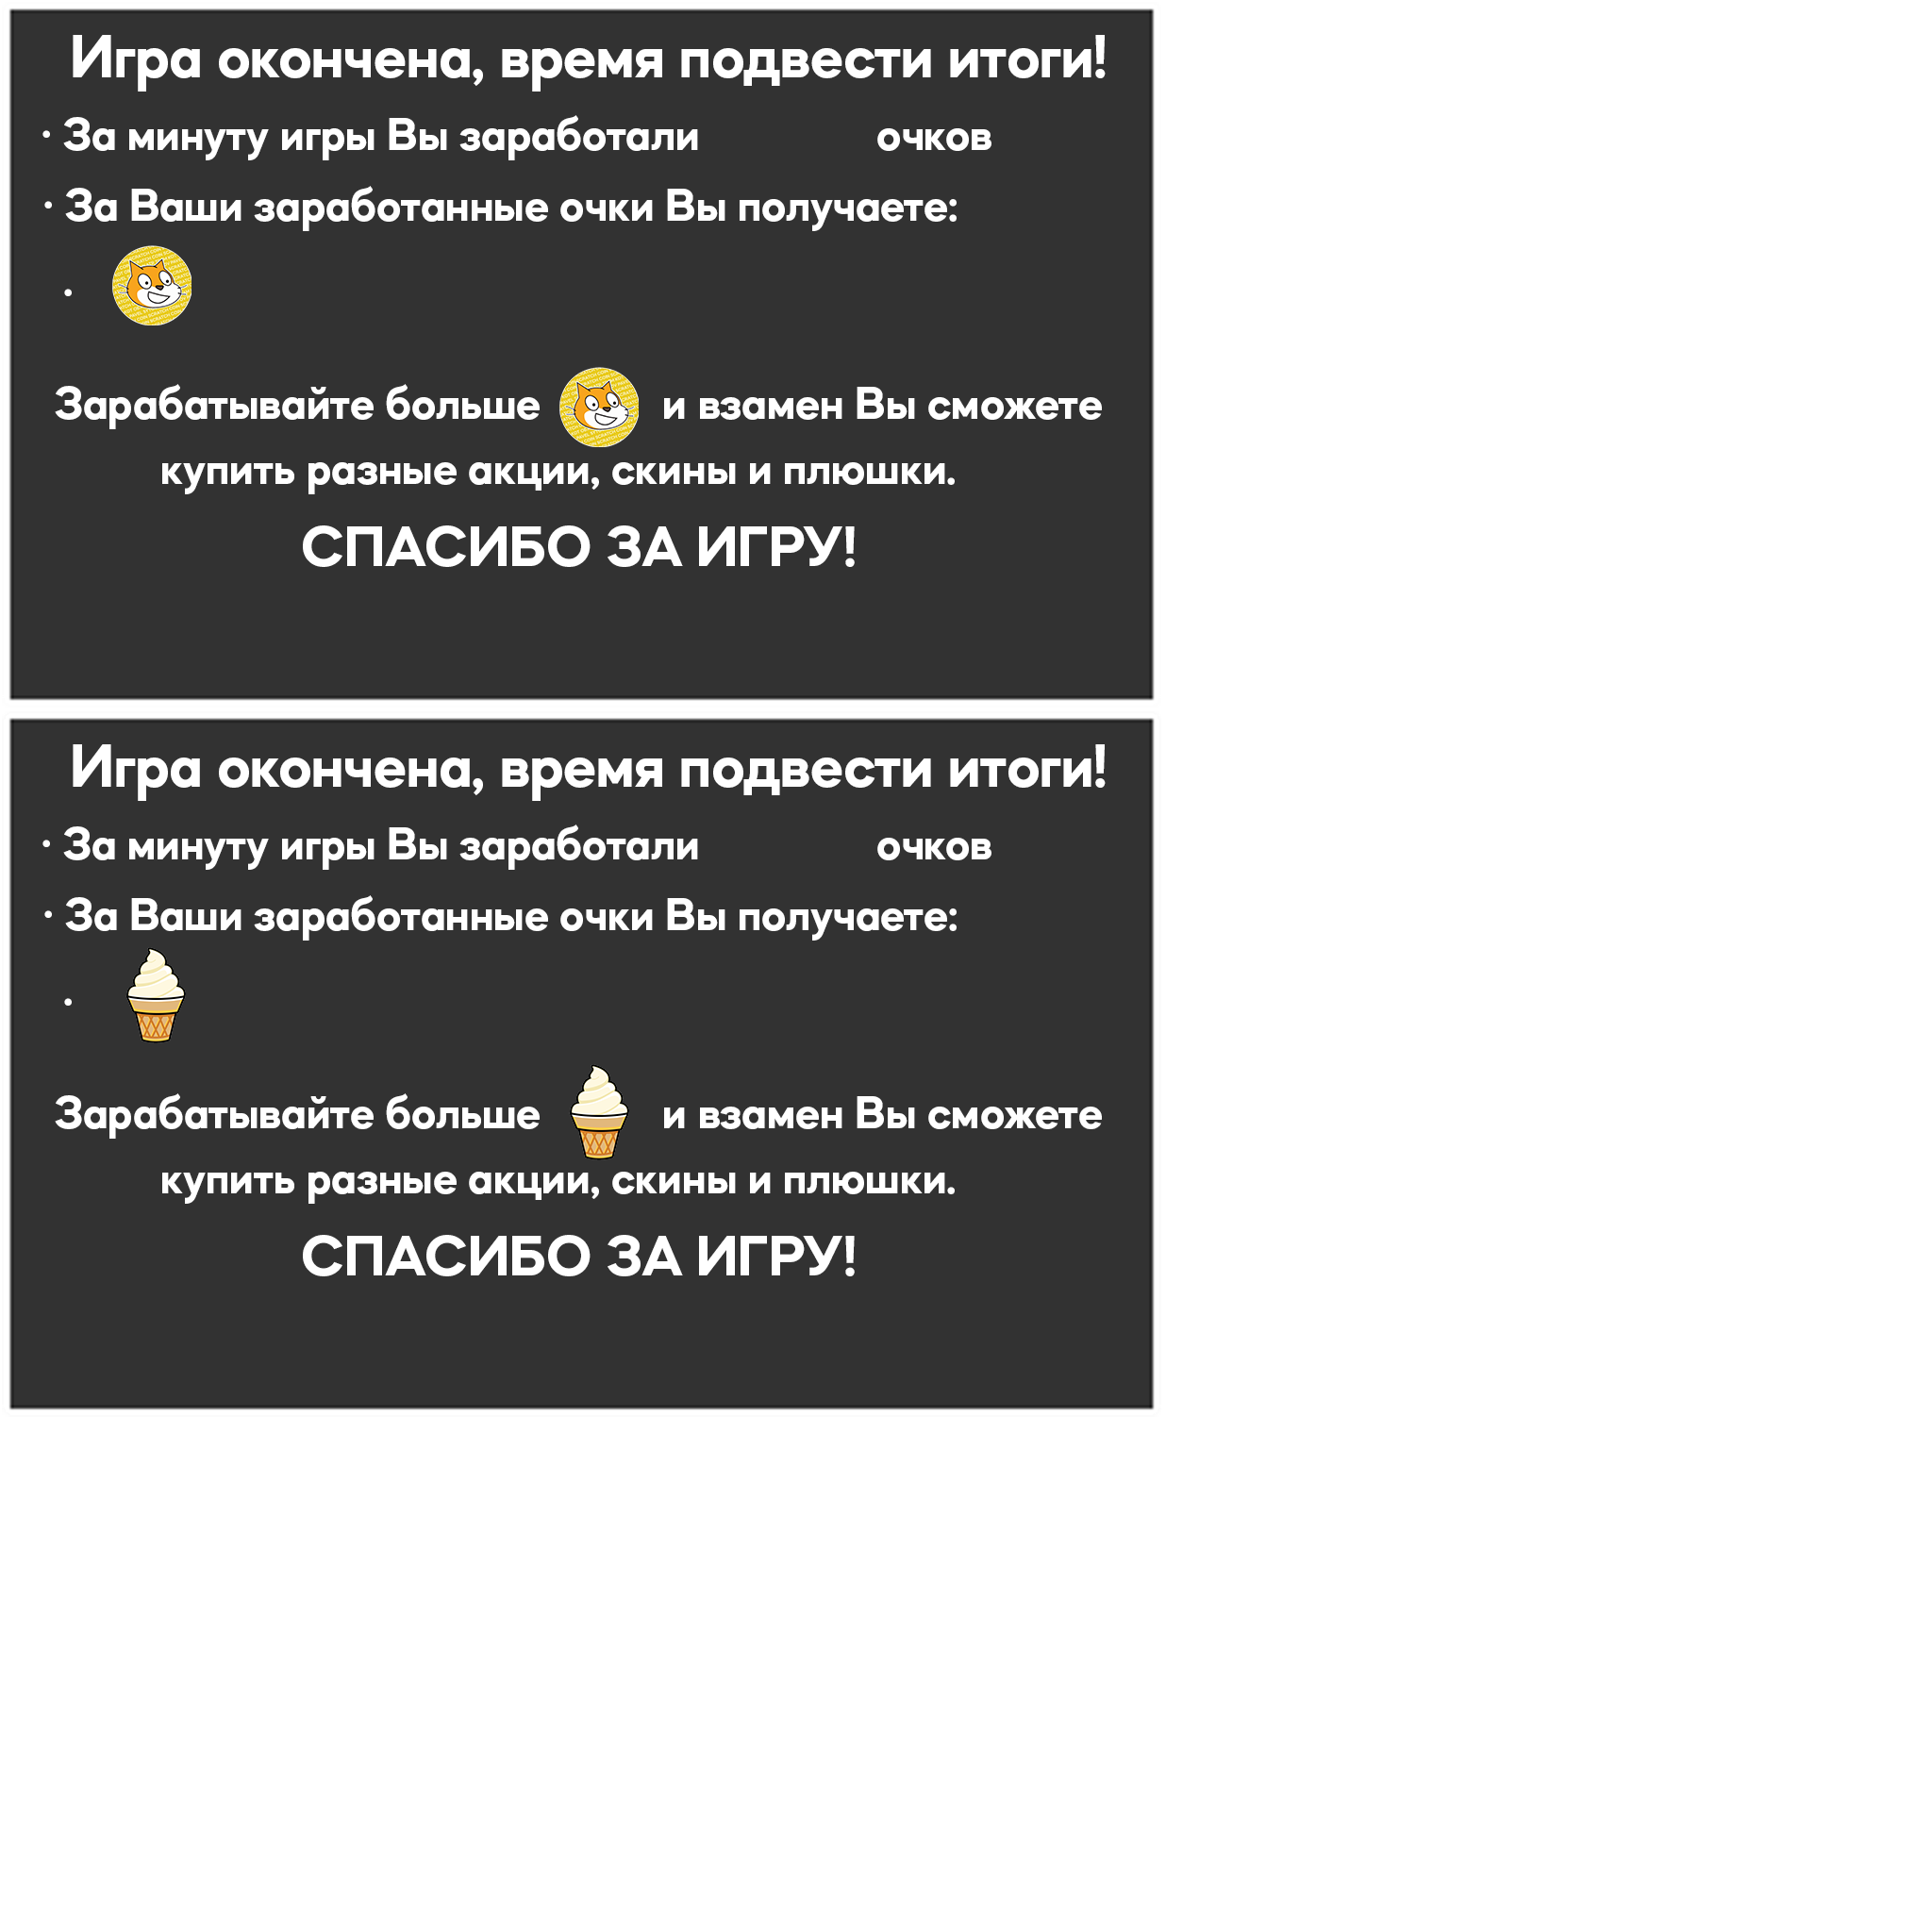 Игра окончена, время подвести итоги!
· За минуту игры Вы заработали очков
· За Ваши заработанные очки Вы получаете:
·
Зарабатывайте больше и взамен Вы сможете
купить разные акции, скины и плюшки.
СПАСИБО ЗА ИГРУ!
Игра окончена, время подвести итоги!
· За минуту игры Вы заработали очков
· За Ваши заработанные очки Вы получаете:
·
Зарабатывайте больше и взамен Вы сможете
купить разные акции, скины и плюшки.
СПАСИБО ЗА ИГРУ!